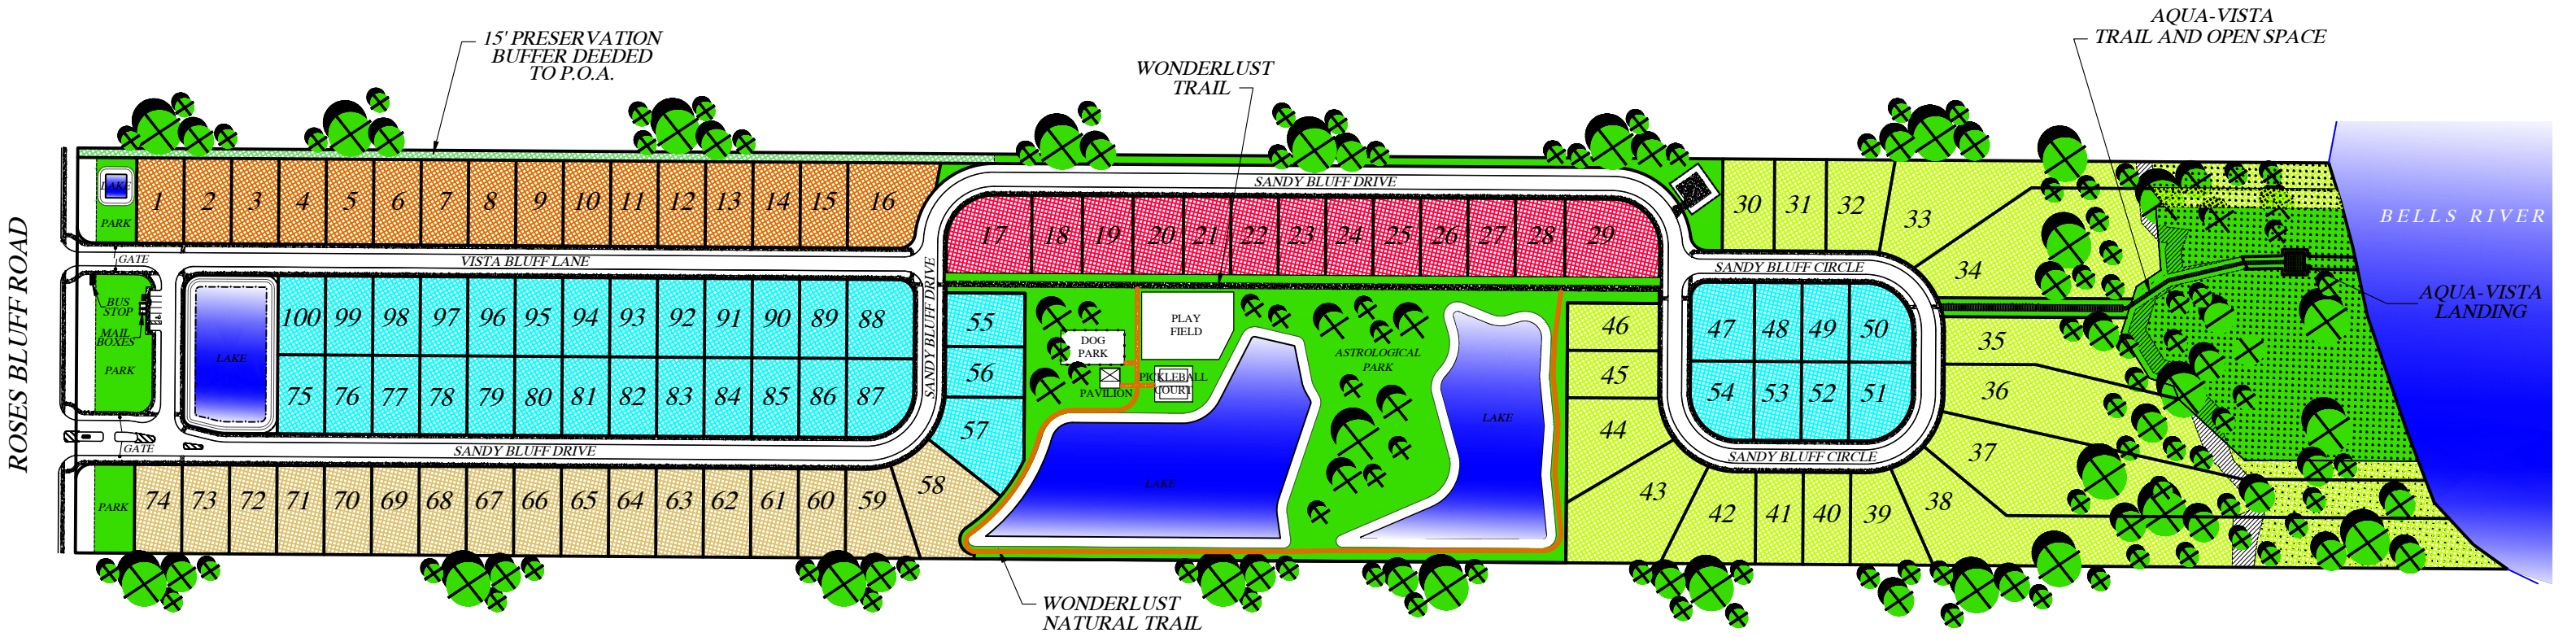 AQUA-VISTA
TRAIL AND OPEN SPACE
15' PRESERVATION
BUFFER DEEDED
TO P.O.A.
WONDERLUST
TRAIL
LAKE
PARK
1 2 3 4 5 6 7 8 9 10 11 12 13 14 15 16
SANDY BLUFF DRIVE
30 31 32 33 34
BELLS RIVER
17 18 19 20 21 22 23 24 25 26 27 28 29
ROSES BLUFF ROAD
GATE
VISTA BLUFF LANE
SANDY BLUFF DRIVE
SANDY BLUFF CIRCLE
AQUA-VISTA
LANDING
BUS
STOP
MAIL
BOXES
PARK
LAKE
100 99 98 97 96 95 94 93 92 91 90 89 88
75 76 77 78 79 80 81 82 83 84 85 86 87
55
56
57
PLAY
FIELD
DOG
PARK
PAVILION
PICKLEBALL
COURT
ASTROLOGICAL
PARK
LAKE
LAKE
46
45
44
43
47 48 49 50
54 53 52 51
35
36
37
38
GATE
SANDY BLUFF DRIVE
SANDY BLUFF CIRCLE
PARK
74 73 72 71 70 69 68 67 66 65 64 63 62 61 60 59 58
42 41 40 39
WONDERLUST
NATURAL TRAIL